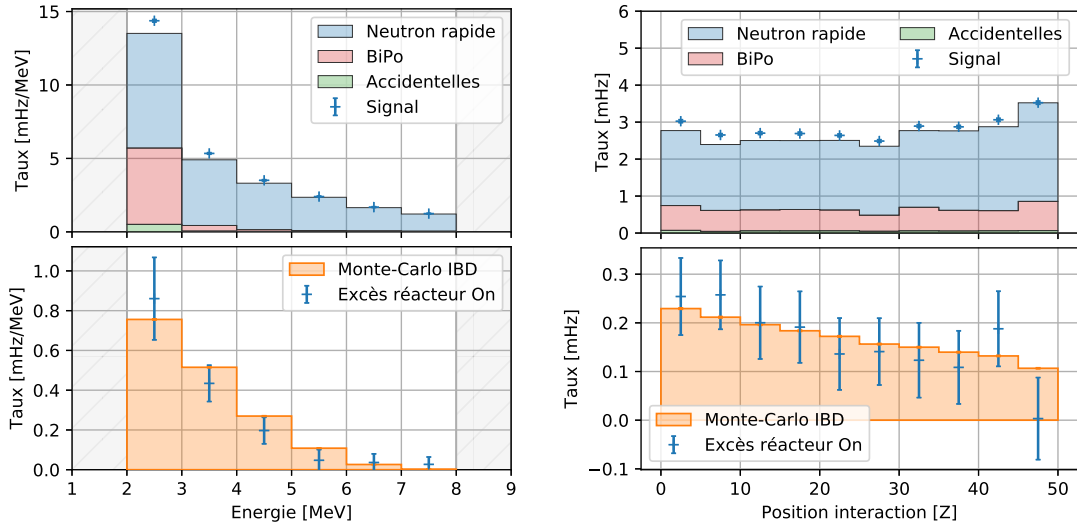 15
10
5
0
Taux [mHz/MeV]
Neutron rapide
BiPo
Accidentelles
Signal
6
5
4
3
2
1
0
Taux [mHz]
Neutron rapide
BiPo
Accidentelles
Signal
1.0
0.8
0.6
0.4
0.2
0.0
Taux [mHz/MeV]
Monte-Carlo IBD
Excès réacteur On
1 2 3 4 5 6 7 8 9
Energie [MeV]
0.3
0.2
0.1
0.0
−0.1
Taux [mHz]
Monte-Carlo IBD
Excès réacteur On
0 10 20 30 40 50
Position interaction [Z]